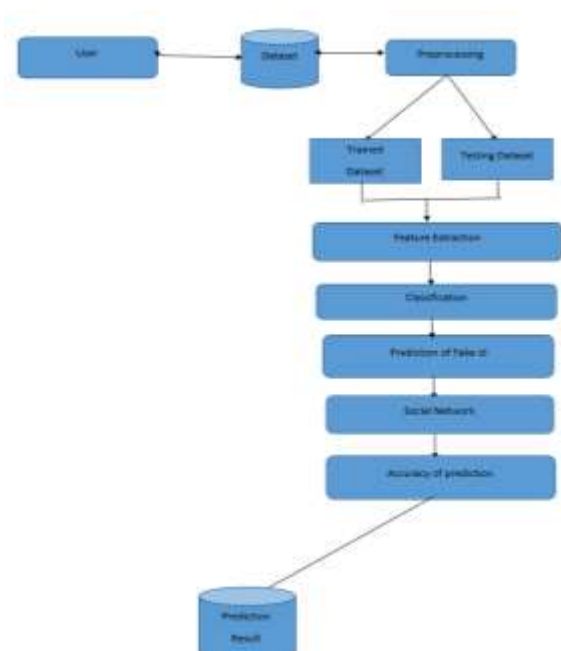 User
Dataset
Preprocessing
Trained
Dataset
Testing Dataset
Feature Extraction
Classification
Prediction of Fake id
Social Network
Accuracy of prediction
Prediction
Result